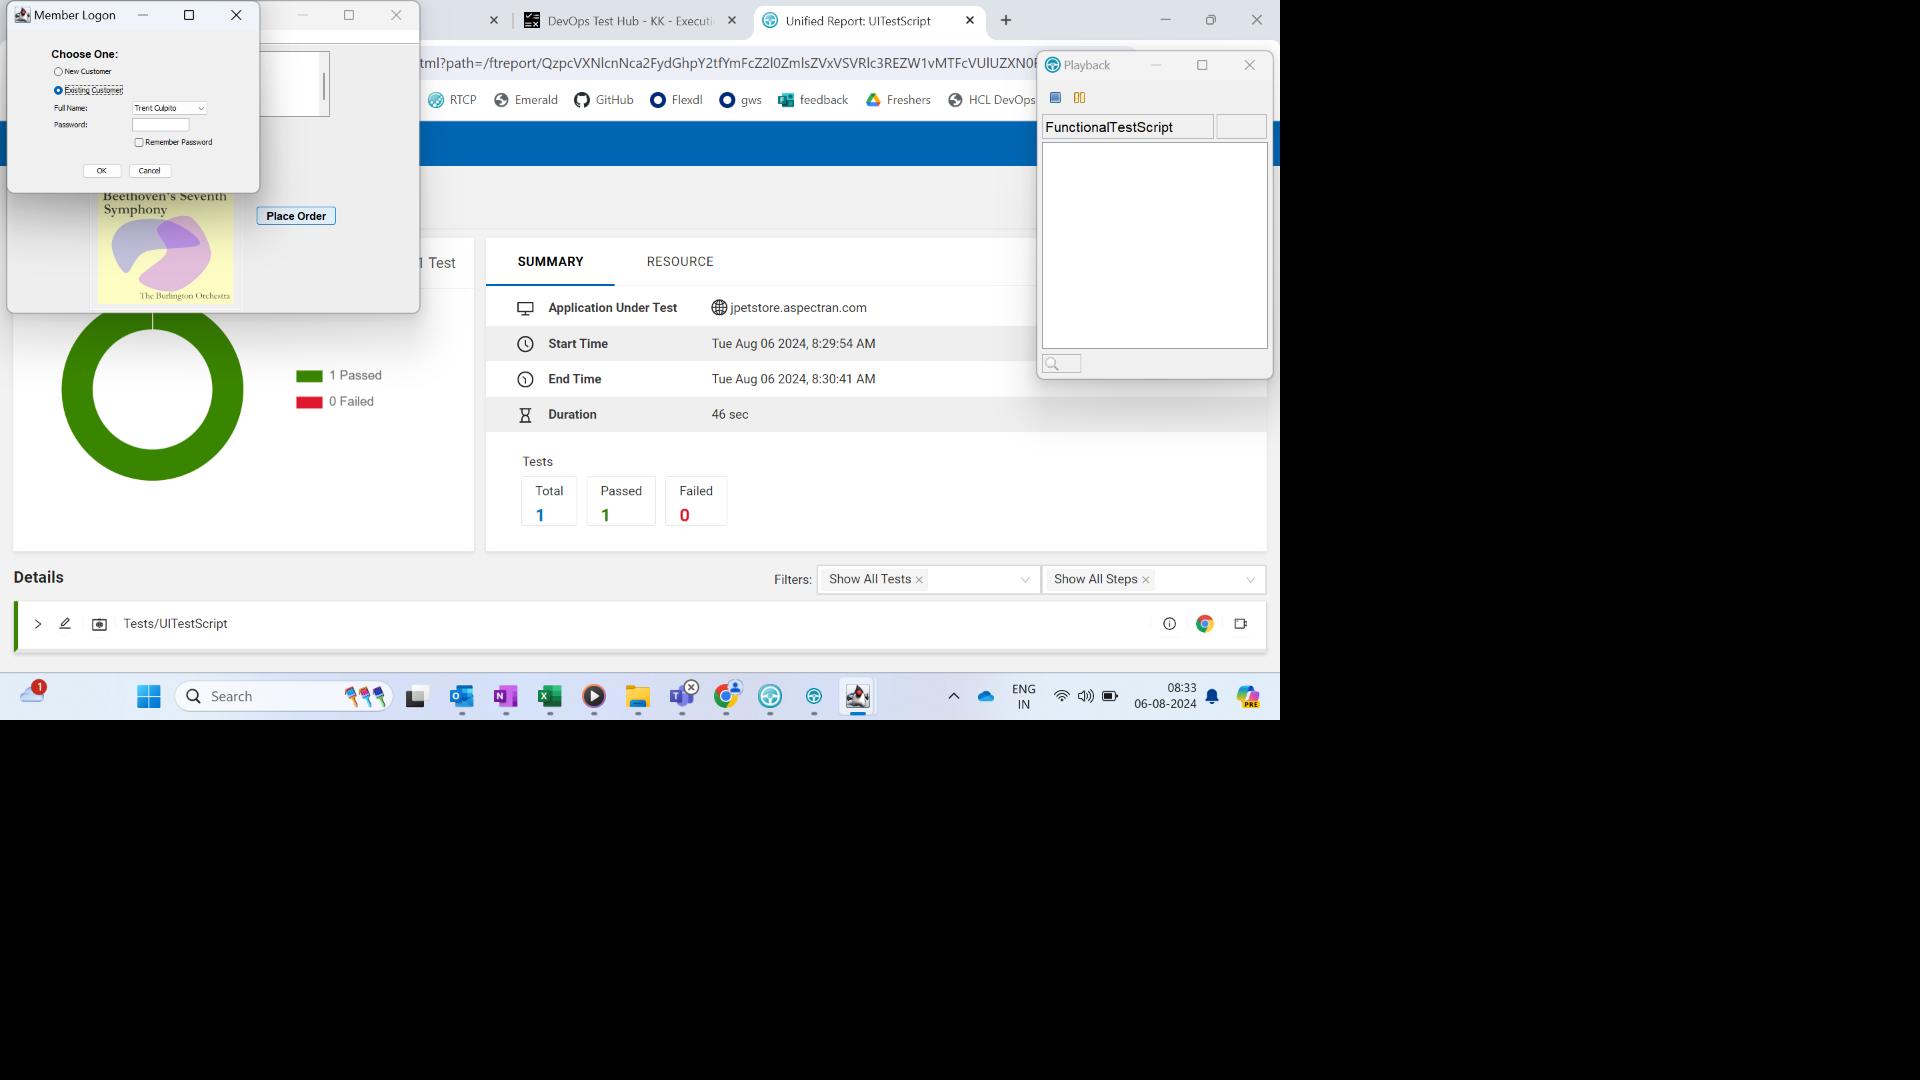 Member Logon
Choose One:
New Customer
Existing Customer
Full Name:
Trent Culpito
Password:
Remember Password
OK
Cancel
Beethoven's Seventh
Symphony
The Burlington Orchestra
Place Order
DevOps Test Hub - KK - Executi
Unified Report: UITestScript
RTCP
Emerald
GitHub
Flexdl
gws
feedback
Freshers
HCL DevOps
Playback
FunctionalTestScript
1 Test
1 Passed
0 Failed
SUMMARY
RESOURCE
Application Under Test
jpetstore.aspectran.com
Start Time
Tue Aug 06 2024, 8:29:54 AM
End Time
Tue Aug 06 2024, 8:30:41 AM
Duration
46 sec
Tests
Total
1
Passed
1
Failed
0
Details
Filters:
Show All Tests
Show All Steps
Tests/UITestScript
1
Search
ENG
IN
08:33
06-08-2024
PRE